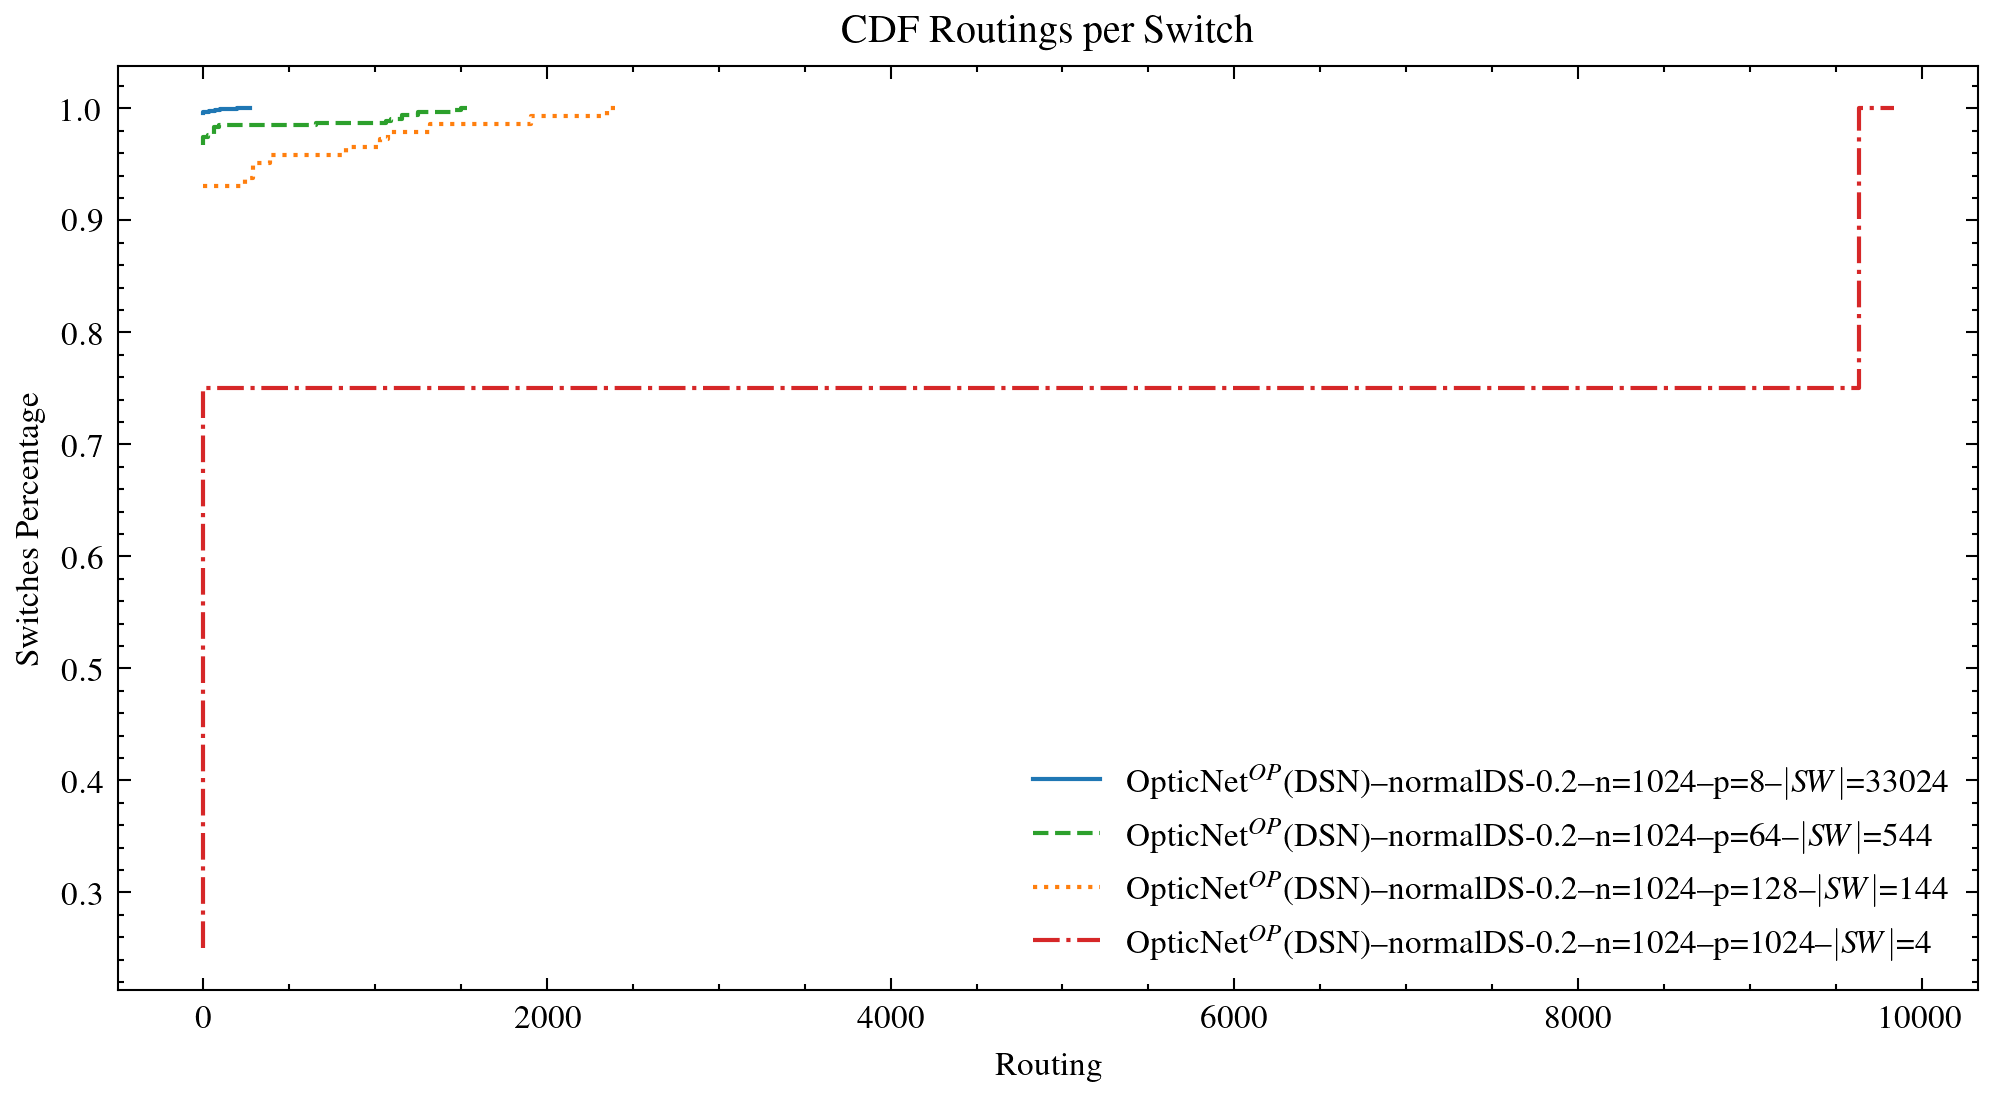 CDF Routings per Switch
Switches Percentage
1.0
0.9
0.8
0.7
0.6
0.5
0.4
0.3
OpticNet^OP(DSN)–normalDS-0.2–n=1024–p=8–|SW|=33024
OpticNet^OP(DSN)–normalDS-0.2–n=1024–p=64–|SW|=544
OpticNet^OP(DSN)–normalDS-0.2–n=1024–p=128–|SW|=144
OpticNet^OP(DSN)–normalDS-0.2–n=1024–p=1024–|SW|=4
0 2000 4000 6000 8000 10000
Routing